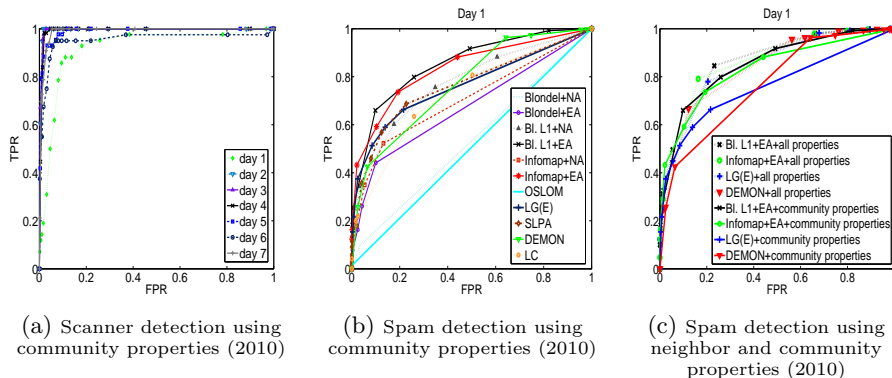 1
0.8
0.6
0.4
0.2
0
TPR
0 0.2 0.4 0.6 0.8 1
FPR
day 1
day 2
day 3
day 4
day 5
day 6
day 7
(a) Scanner detection using
community properties (2010)
Day 1
1
0.8
0.6
0.4
0.2
0
TPR
0 0.2 0.4 0.6 0.8 1
FPR
Blondel+NA
Blondel+EA
Bl. L1+NA
Bl. L1+EA
Infomap+NA
Infomap+EA
OSLOM
LG(E)
SLPA
DEMON
LC
(b) Spam detection using
community properties (2010)
Day 1
1
0.8
0.6
0.4
0.2
0
TPR
0 0.2 0.4 0.6 0.8
FPR
Bl. L1+EA+all properties
Infomap+EA+all properties
LG(E)+all properties
DEMON+all properties
Bl. L1+EA+community properties
Infomap+EA+community properties
LG(E)+community properties
DEMON+community properties
(c) Spam detection using
neighbor and community
properties (2010)